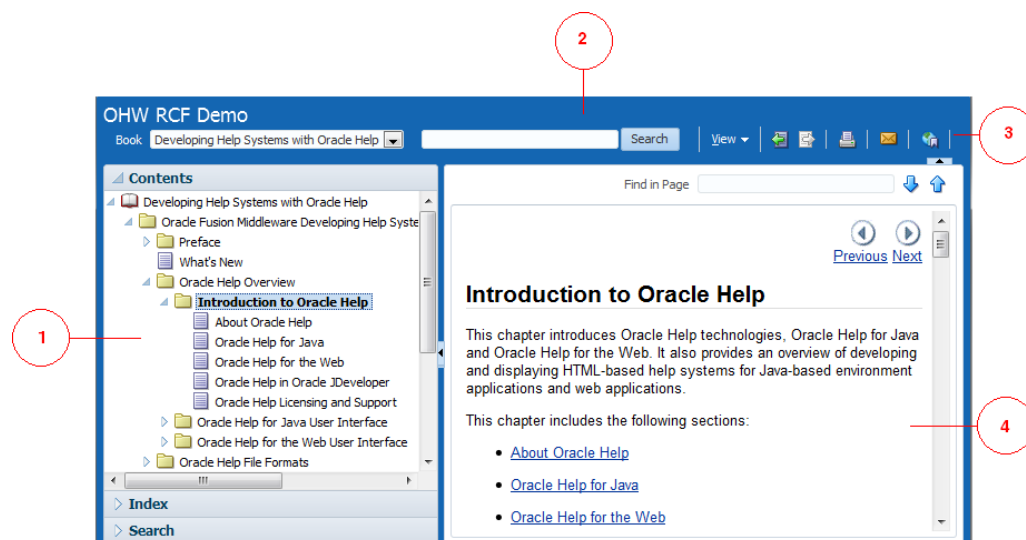 2
OHW RCF Demo
Book Developing Help Systems with Oracle Help Search View
3
Contents
Find in Page
Developing Help Systems with Oracle Help
Oracle Fusion Middleware Developing Help Syste
Preface
What's New
Previous Next
Oracle Help Overview
Introduction to Oracle Help
Introduction to Oracle Help
About Oracle Help
1
Oracle Help for Java
Oracle Help for the Web
Oracle Help in Oracle JDeveloper
Oracle Help Licensing and Support
Oracle Help for Java User Interface
Oracle Help for the Web User Interface
Oracle Help File Formats
This chapter introduces Oracle Help technologies, Oracle Help for Java
and Oracle Help for the Web. It also provides an overview of developing
and displaying HTML-based help systems for Java-based environment
applications and web applications.
This chapter includes the following sections:
4
• About Oracle Help
• Oracle Help for Java
• Oracle Help for the Web
Index
Search